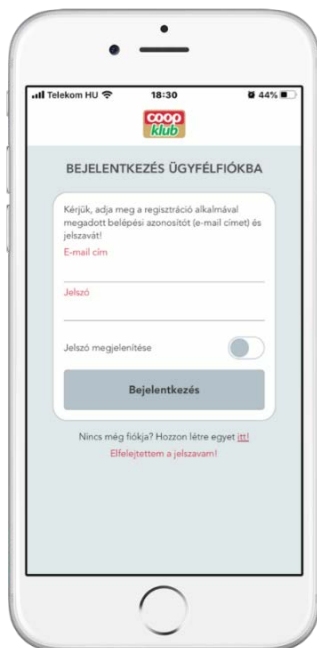 Telekom HU 18:30 44%
coop
klub
BEJELENTKEZÉS ÜGYFÉLFIÓKBA
Kérjük, adja meg a regisztráció alkalmával
megadott belépési azonosítót (e-mail címet) és
jelszavát!
E-mail cím
Jelszó
Jelszó megjelenítése
Bejelentkezés
Nincs még fiókja? Hozzon létre egyet itt!
Elfelejtettem a jelszavam!